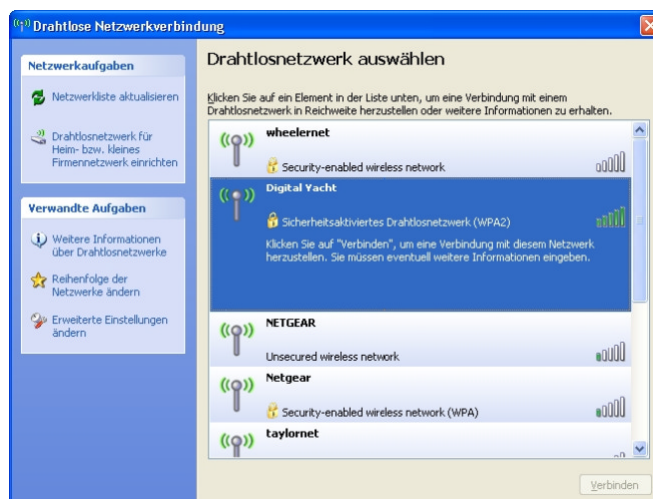 Drahtlose Netzwerkverbindung
Netzwerkaufgaben
Netzwerkliste aktualisieren
Drahtlosnetzwerk für
Heim- bzw. kleines
Firmennetzwerk einrichten
Verwandte Aufgaben
Weitere Informationen
über Drahtlosnetzwerke
Reihenfolge der
Netzwerke ändern
Erweiterte Einstellungen
ändern
Drahtlosnetzwerk auswählen
Klicken Sie auf ein Element in der Liste unten, um eine Verbindung mit einem
Drahtlosnetzwerk in Reichweite herzustellen oder weitere Informationen zu erhalten.
wheelernet
Security-enabled wireless network
Digital Yacht
Sicherheitsaktiviertes Drahtlosnetzwerk (WPA2)
Klicken Sie auf "Verbinden", um eine Verbindung mit diesem Netzwerk
herzustellen. Sie müssen eventuell weitere Informationen eingeben.
NETGEAR
Unsecured wireless network
Netgear
Security-enabled wireless network (WPA)
taylornet
Verbinden